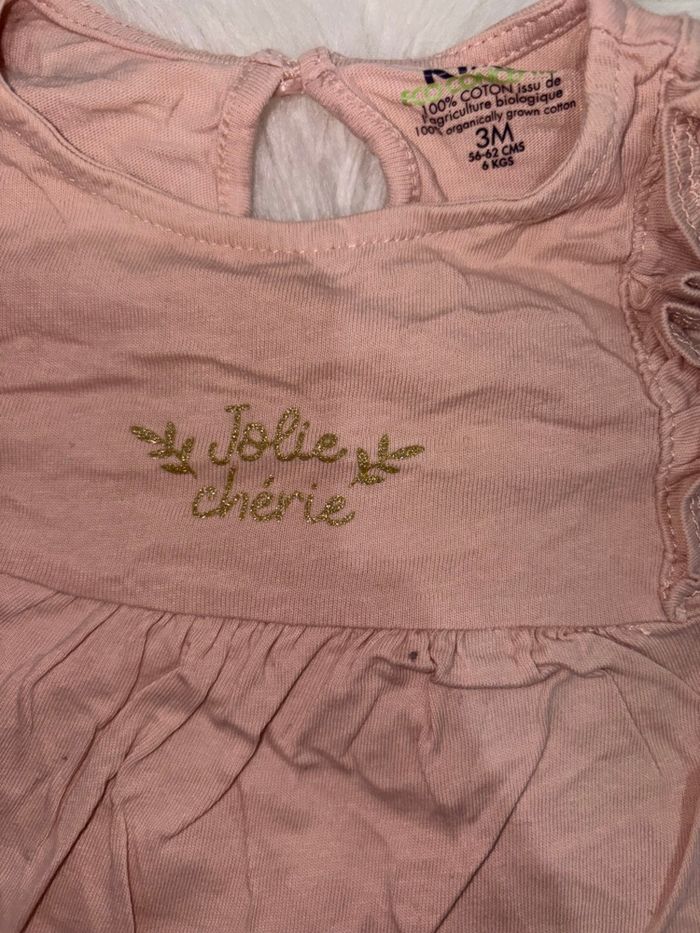 100% COTON issu de
l'agriculture biologique
100% organically grown cotton
3M
56-62 CMS
6 KGS
Jolie
chérie